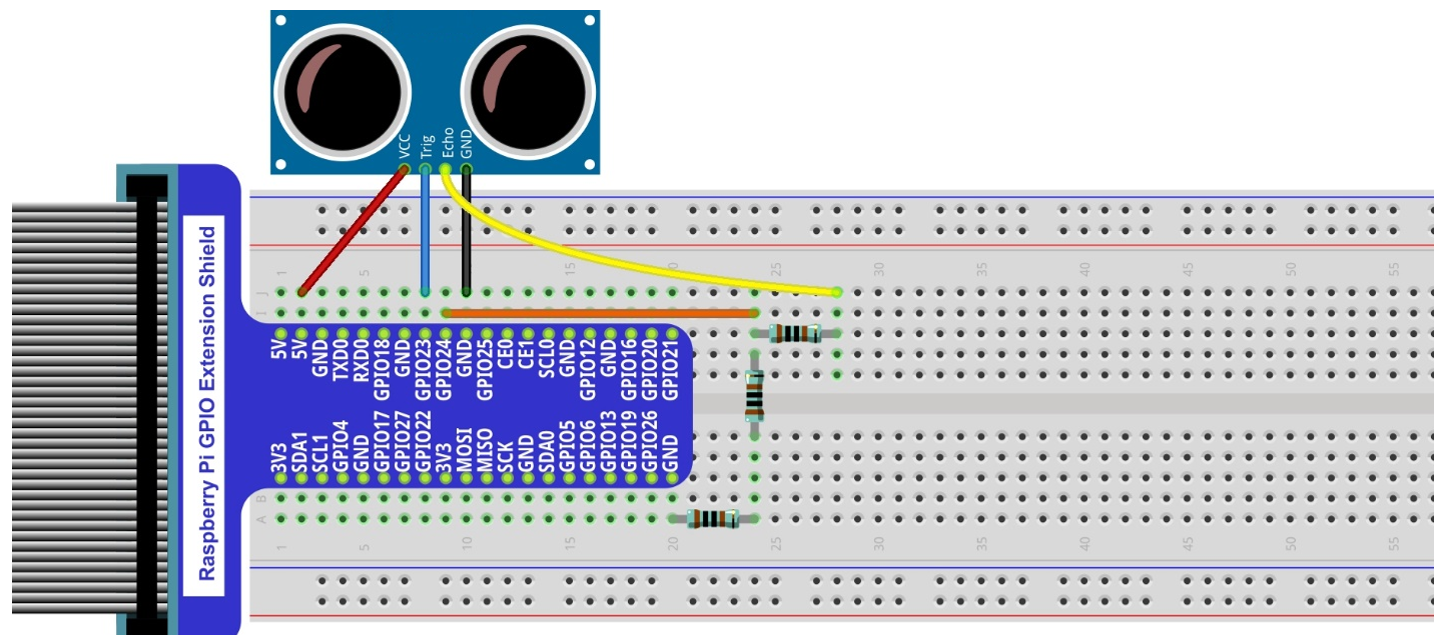 VCC Trig Echo GND
Raspberry Pi GPIO Extension Shield
1 5 15 20 25 30 35 40 45 50 55
J
I
5V 5V GND TXD0 RXD0 GPIO18 GND GPIO23 GPIO24 GND GPIO25 CE0 CE1 SCL0 GND GPIO12 GND GPIO16 GPIO20 GPIO21
3V3 SDA1 SCL1 GPIO4 GND GPIO17 GPIO27 GPIO22 3V3 MOSI MISO SCK GND SDA0 GPIO5 GPIO6 GPIO13 GPIO19 GPIO26 GND
B
A
1 5 10 15 20 25 30 35 40 45 50 55